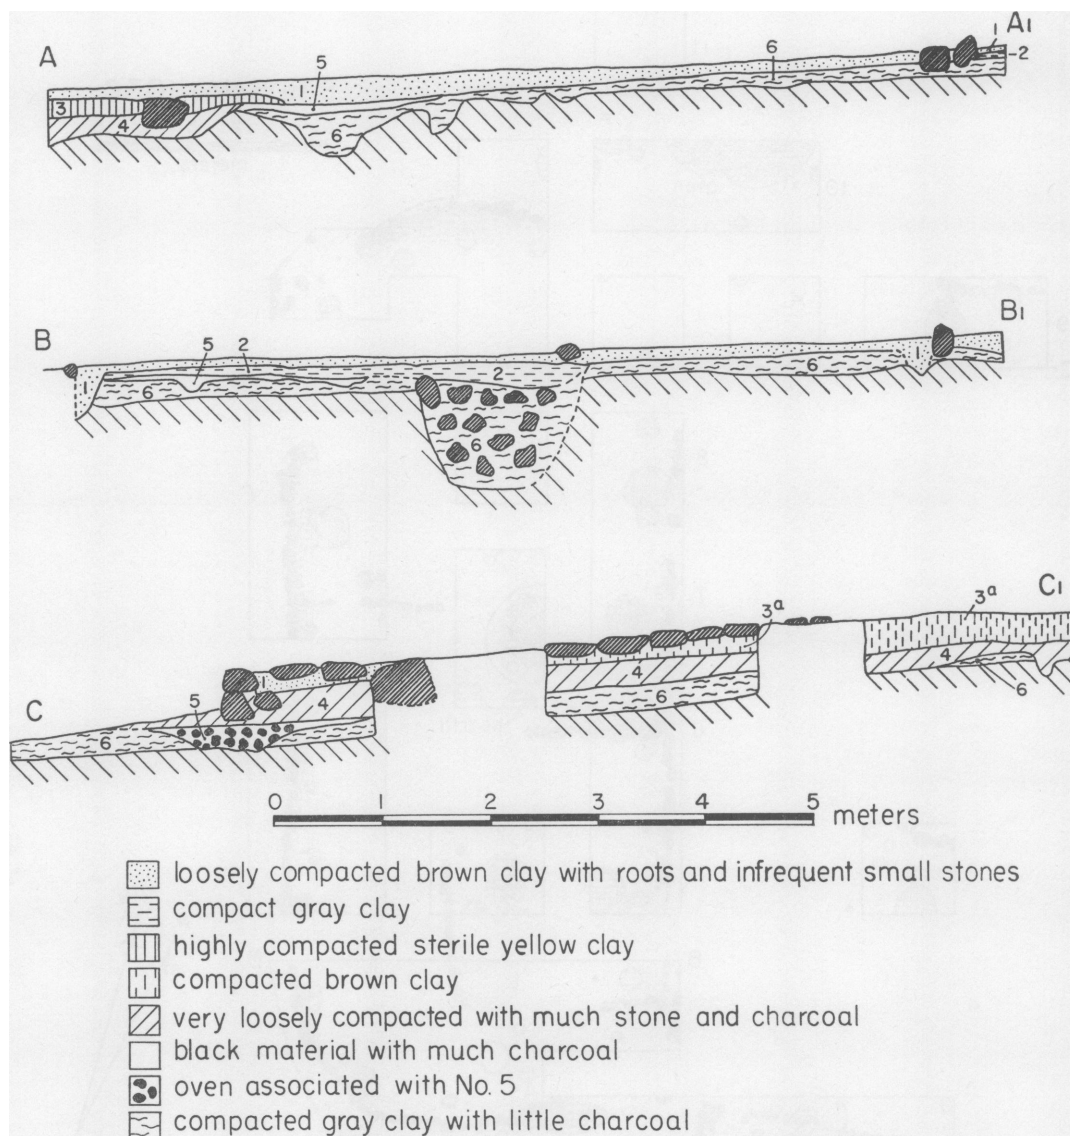 A
5
6
1
A1
-2
3
4
1
6
B
5
2
B1
1
6
2
6
6
1
C1
3a
3a
1
4
4
C
5
4
6
6
6
0 1 2 3 4 5 meters
loosely compacted brown clay with roots and infrequent small stones
compact gray clay
highly compacted sterile yellow clay
compacted brown clay
very loosely compacted with much stone and charcoal
black material with much charcoal
oven associated with No. 5
compacted gray clay with little charcoal